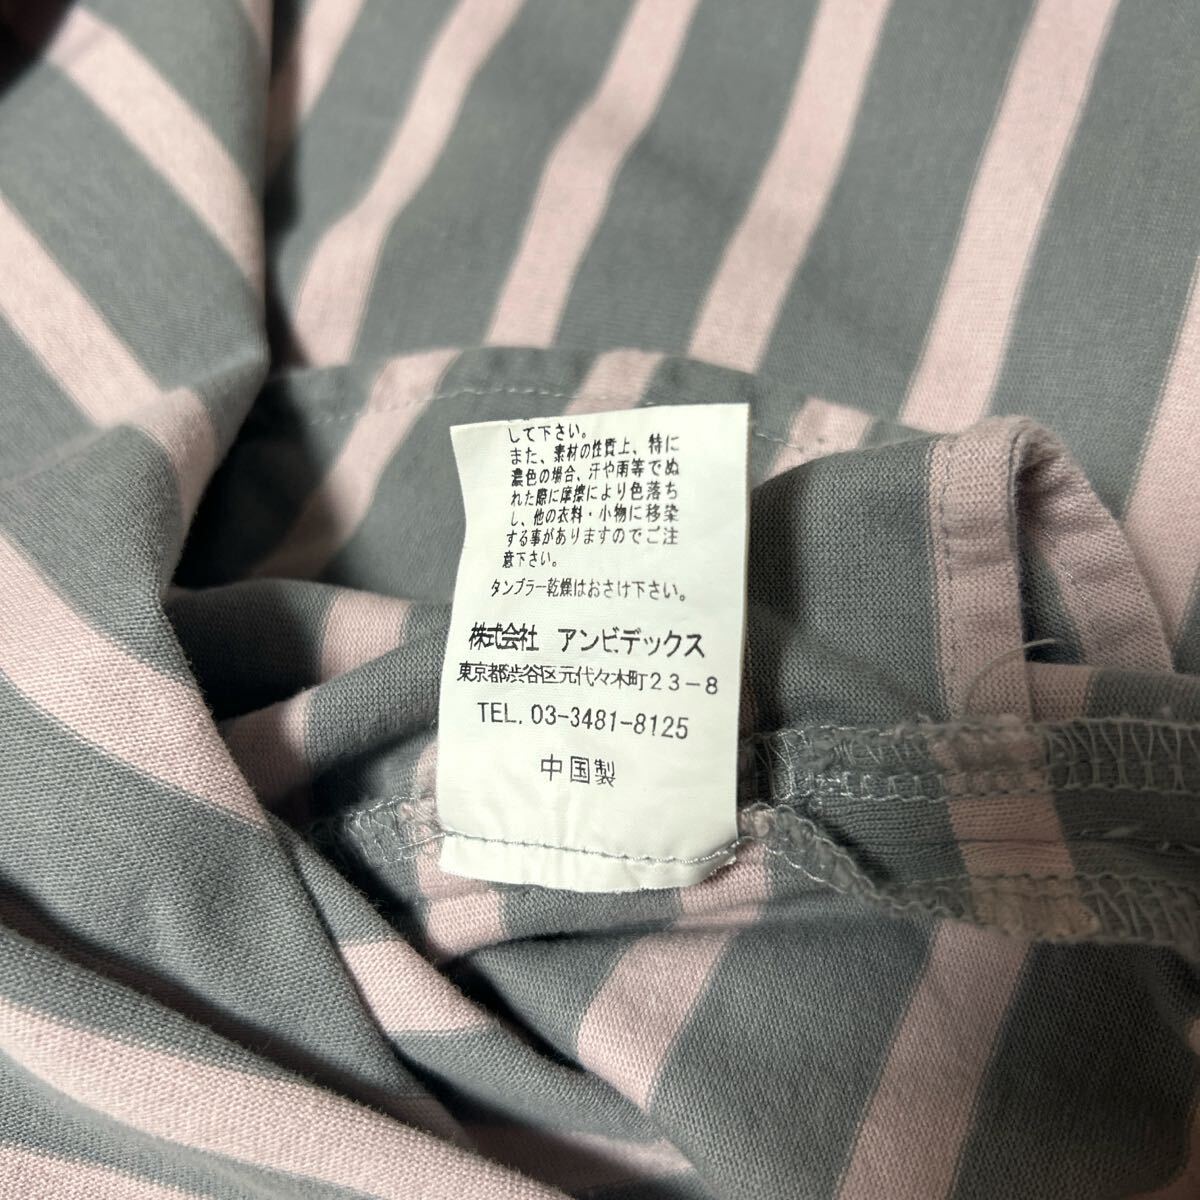 して下さい。
また、素材の性質上、特に
濃色の場合、汗や雨等でぬ
れた際に摩擦により色落ち
し、他の衣料・小物に移染
する事がありますのでご注
意下さい。
タンブラー乾燥はおさけ下さい。
株式会社 アンビデックス
東京都渋谷区元代々木町23-8
TEL. 03-3481-8125
中国製